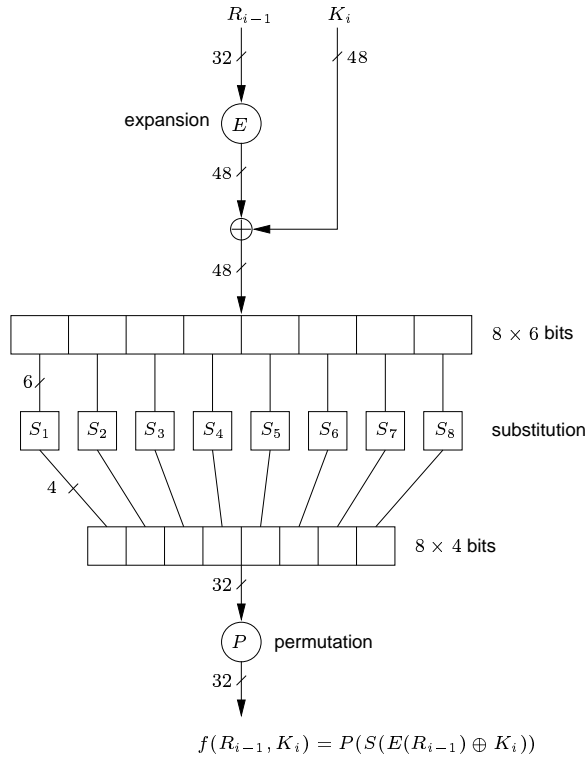 R_{i−1} K_i
32 48
expansion E
48
⊕
48
8 × 6 bits
6
S_1 S_2 S_3 S_4 S_5 S_6 S_7 S_8 substitution
4
8 × 4 bits
32
P permutation
32
f(R_{i−1}, K_i) = P(S(E(R_{i−1}) ⊕ K_i))